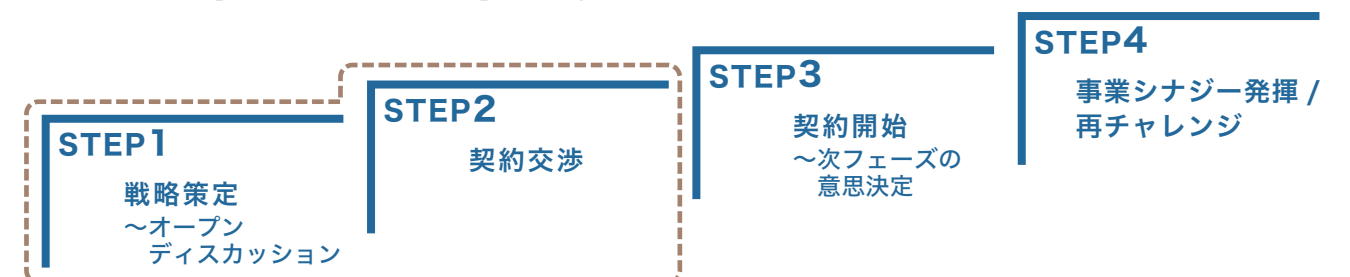 STEP1
戦略策定
～オープン
ディスカッション
STEP2
契約交渉
STEP3
契約開始
～次フェーズの
意思決定
STEP4
事業シナジー発揮 /
再チャレンジ